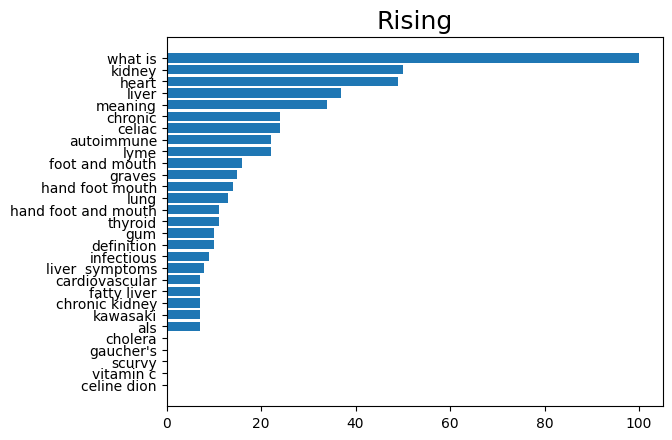 Rising
what is
kidney
heart
liver
meaning
chronic
celiac
autoimmune
lyme
foot and mouth
graves
hand foot mouth
lung
hand foot and mouth
thyroid
gum
definition
infectious
liver  symptoms
cardiovascular
fatty liver
chronic kidney
kawasaki
als
cholera
gaucher's
scurvy
vitamin c
celine dion
0 20 40 60 80 100